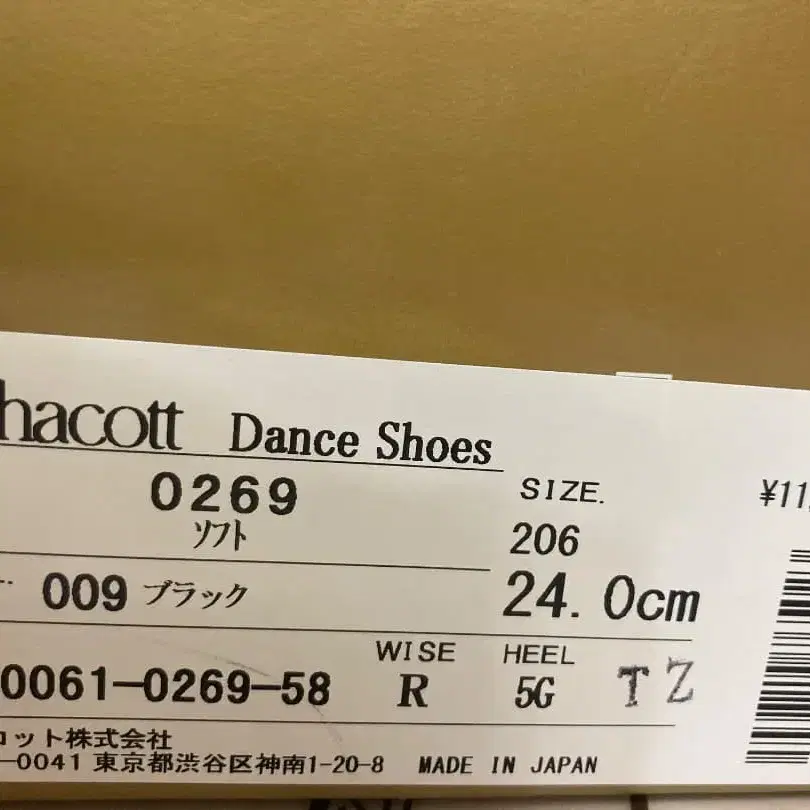 hacott Dance Shoes
0269
ソフト
SIZE.
206
24.0cm
¥11,
009 ブラック
WISE HEEL
R 5G TZ
0061-0269-58
コット株式会社
-0041 東京都渋谷区神南1-20-8 MADE IN JAPAN